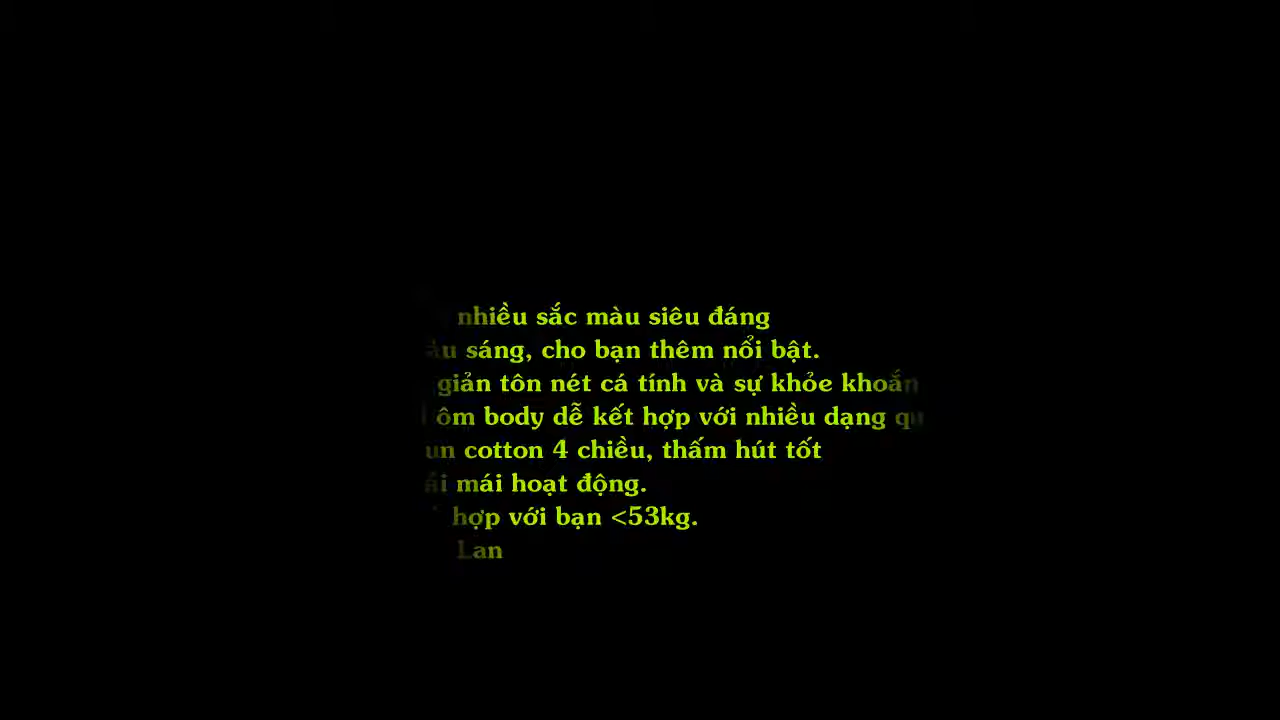 nhiều sắc màu siêu đáng
sáng, cho bạn thêm nổi bật.
giản tôn nét cá tính và sự khỏe khoắn
ôm body dễ kết hợp với nhiều dạng
cotton 4 chiều, thấm hút tốt
mái hoạt động.
hợp với bạn <53kg.
Lan